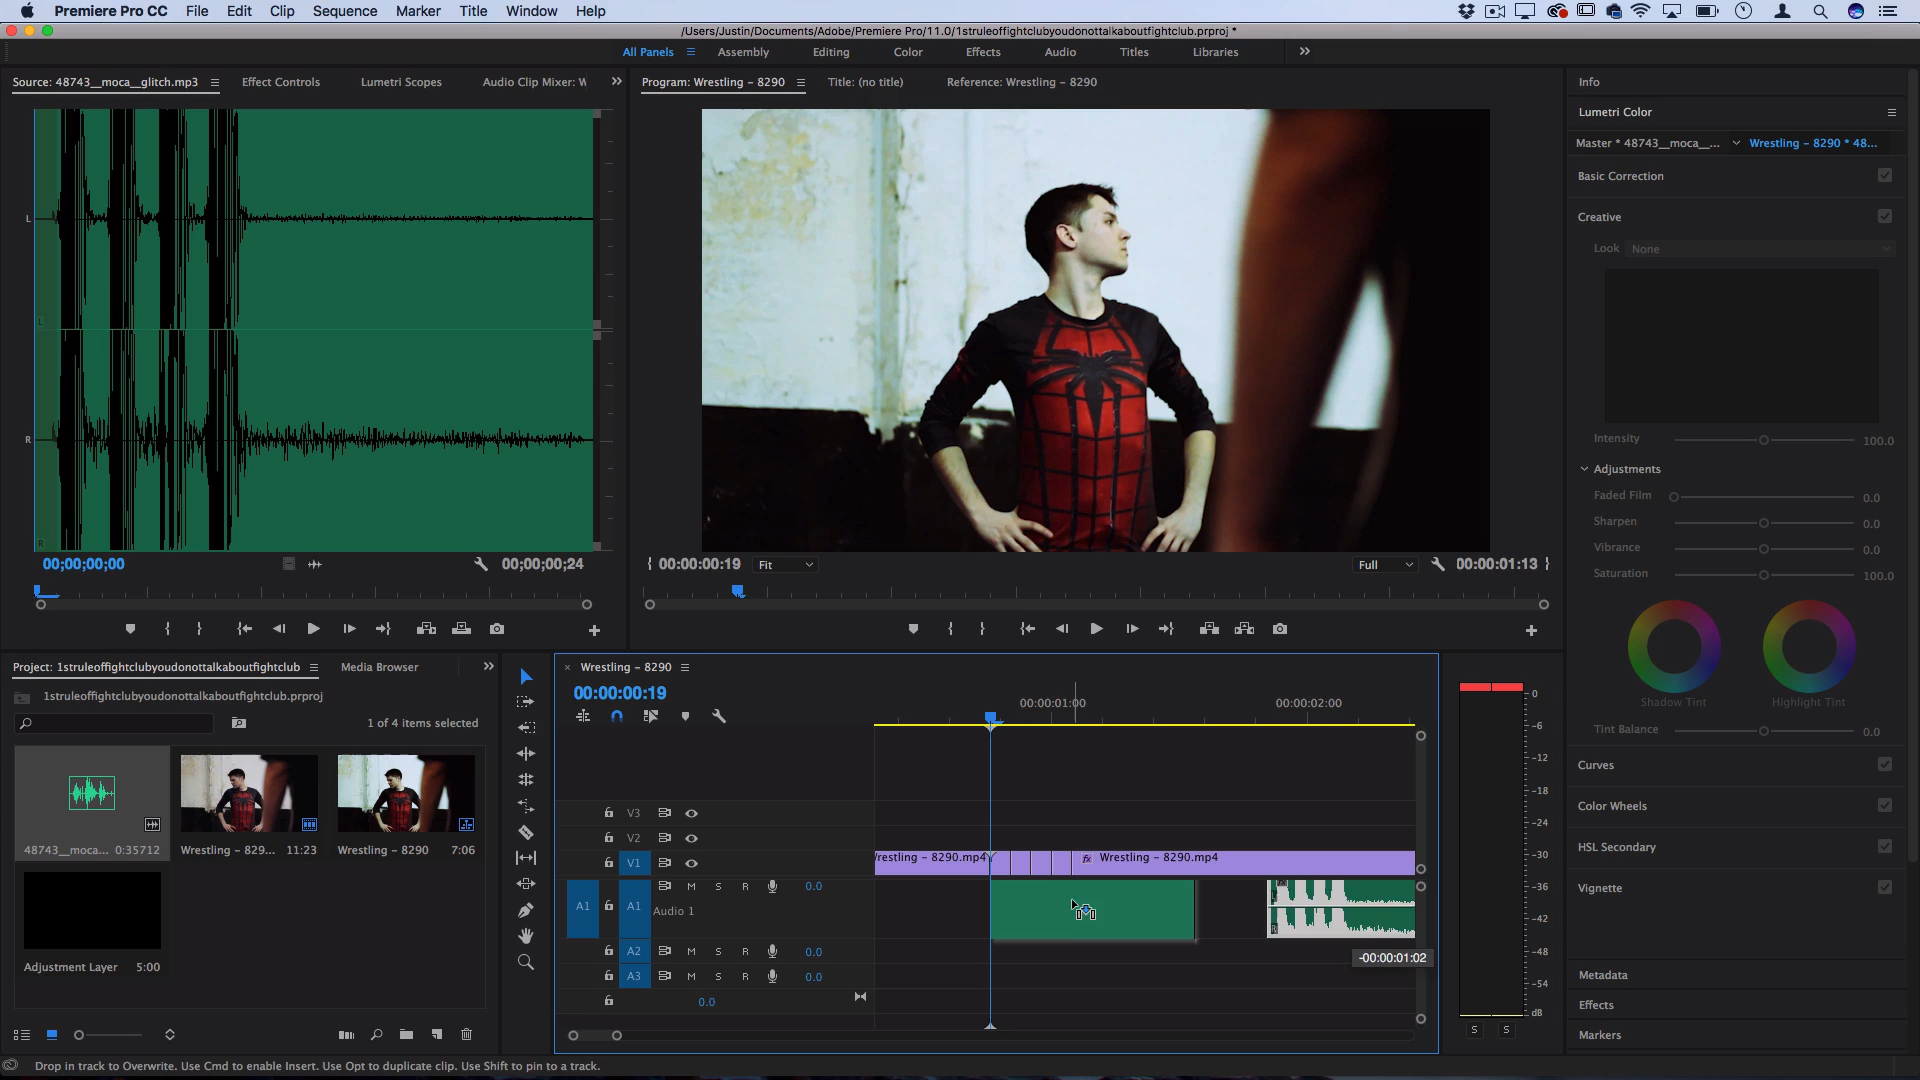 Premiere Pro CC File Edit Clip Sequence Marker Title Window Help
/Users/Justin/Documents/Adobe/Premiere Pro/11.0/1struleoffightclubyoudonottalkaboutfightclub.prproj *
All Panels Assembly Editing Color Effects Audio Titles Libraries
Source: 48743__moca__glitch.mp3 Effect Controls Lumetri Scopes Audio Clip Mixer: W
Program: Wrestling - 8290 Title: (no title) Reference: Wrestling - 8290
Info
Lumetri Color
Master * 48743__moca__... Wrestling - 8290 * 48...
Basic Correction
Creative
Look None
Intensity 100.0
Adjustments
Faded Film 0.0
Sharpen 0.0
Vibrance 0.0
Saturation 100.0
Shadow Tint Highlight Tint
Tint Balance 0.0
Curves
Color Wheels
HSL Secondary
Vignette
Metadata
Effects
Markers
L
L
R
R
00;00;00;00 00;00;00;24
00:00:00:19 Fit Full 00:00:01:13
Project: 1struleoffightclubyoudonottalkaboutfightclub Media Browser
1struleoffightclubyoudonottalkaboutfightclub.prproj
1 of 4 items selected
48743__moca... 0:35712 Wrestling - 829... 11:23 Wrestling - 8290 7:06
Adjustment Layer 5:00
× Wrestling - 8290
00:00:00:19
00:00:01:00 00:00:02:00
V3
V2
V1
restling - 8290.mp4 fx Wrestling - 8290.mp4
A1 A1 M S R 0.0
Audio 1
A2 M S R 0.0
A3 M S R 0.0
0.0
-00:00:01:02
0
-6
-12
-18
-24
-30
-36
-42
-48
-54
dB
S S
Drop in track to Overwrite. Use Cmd to enable Insert. Use Opt to duplicate clip. Use Shift to pin to a track.